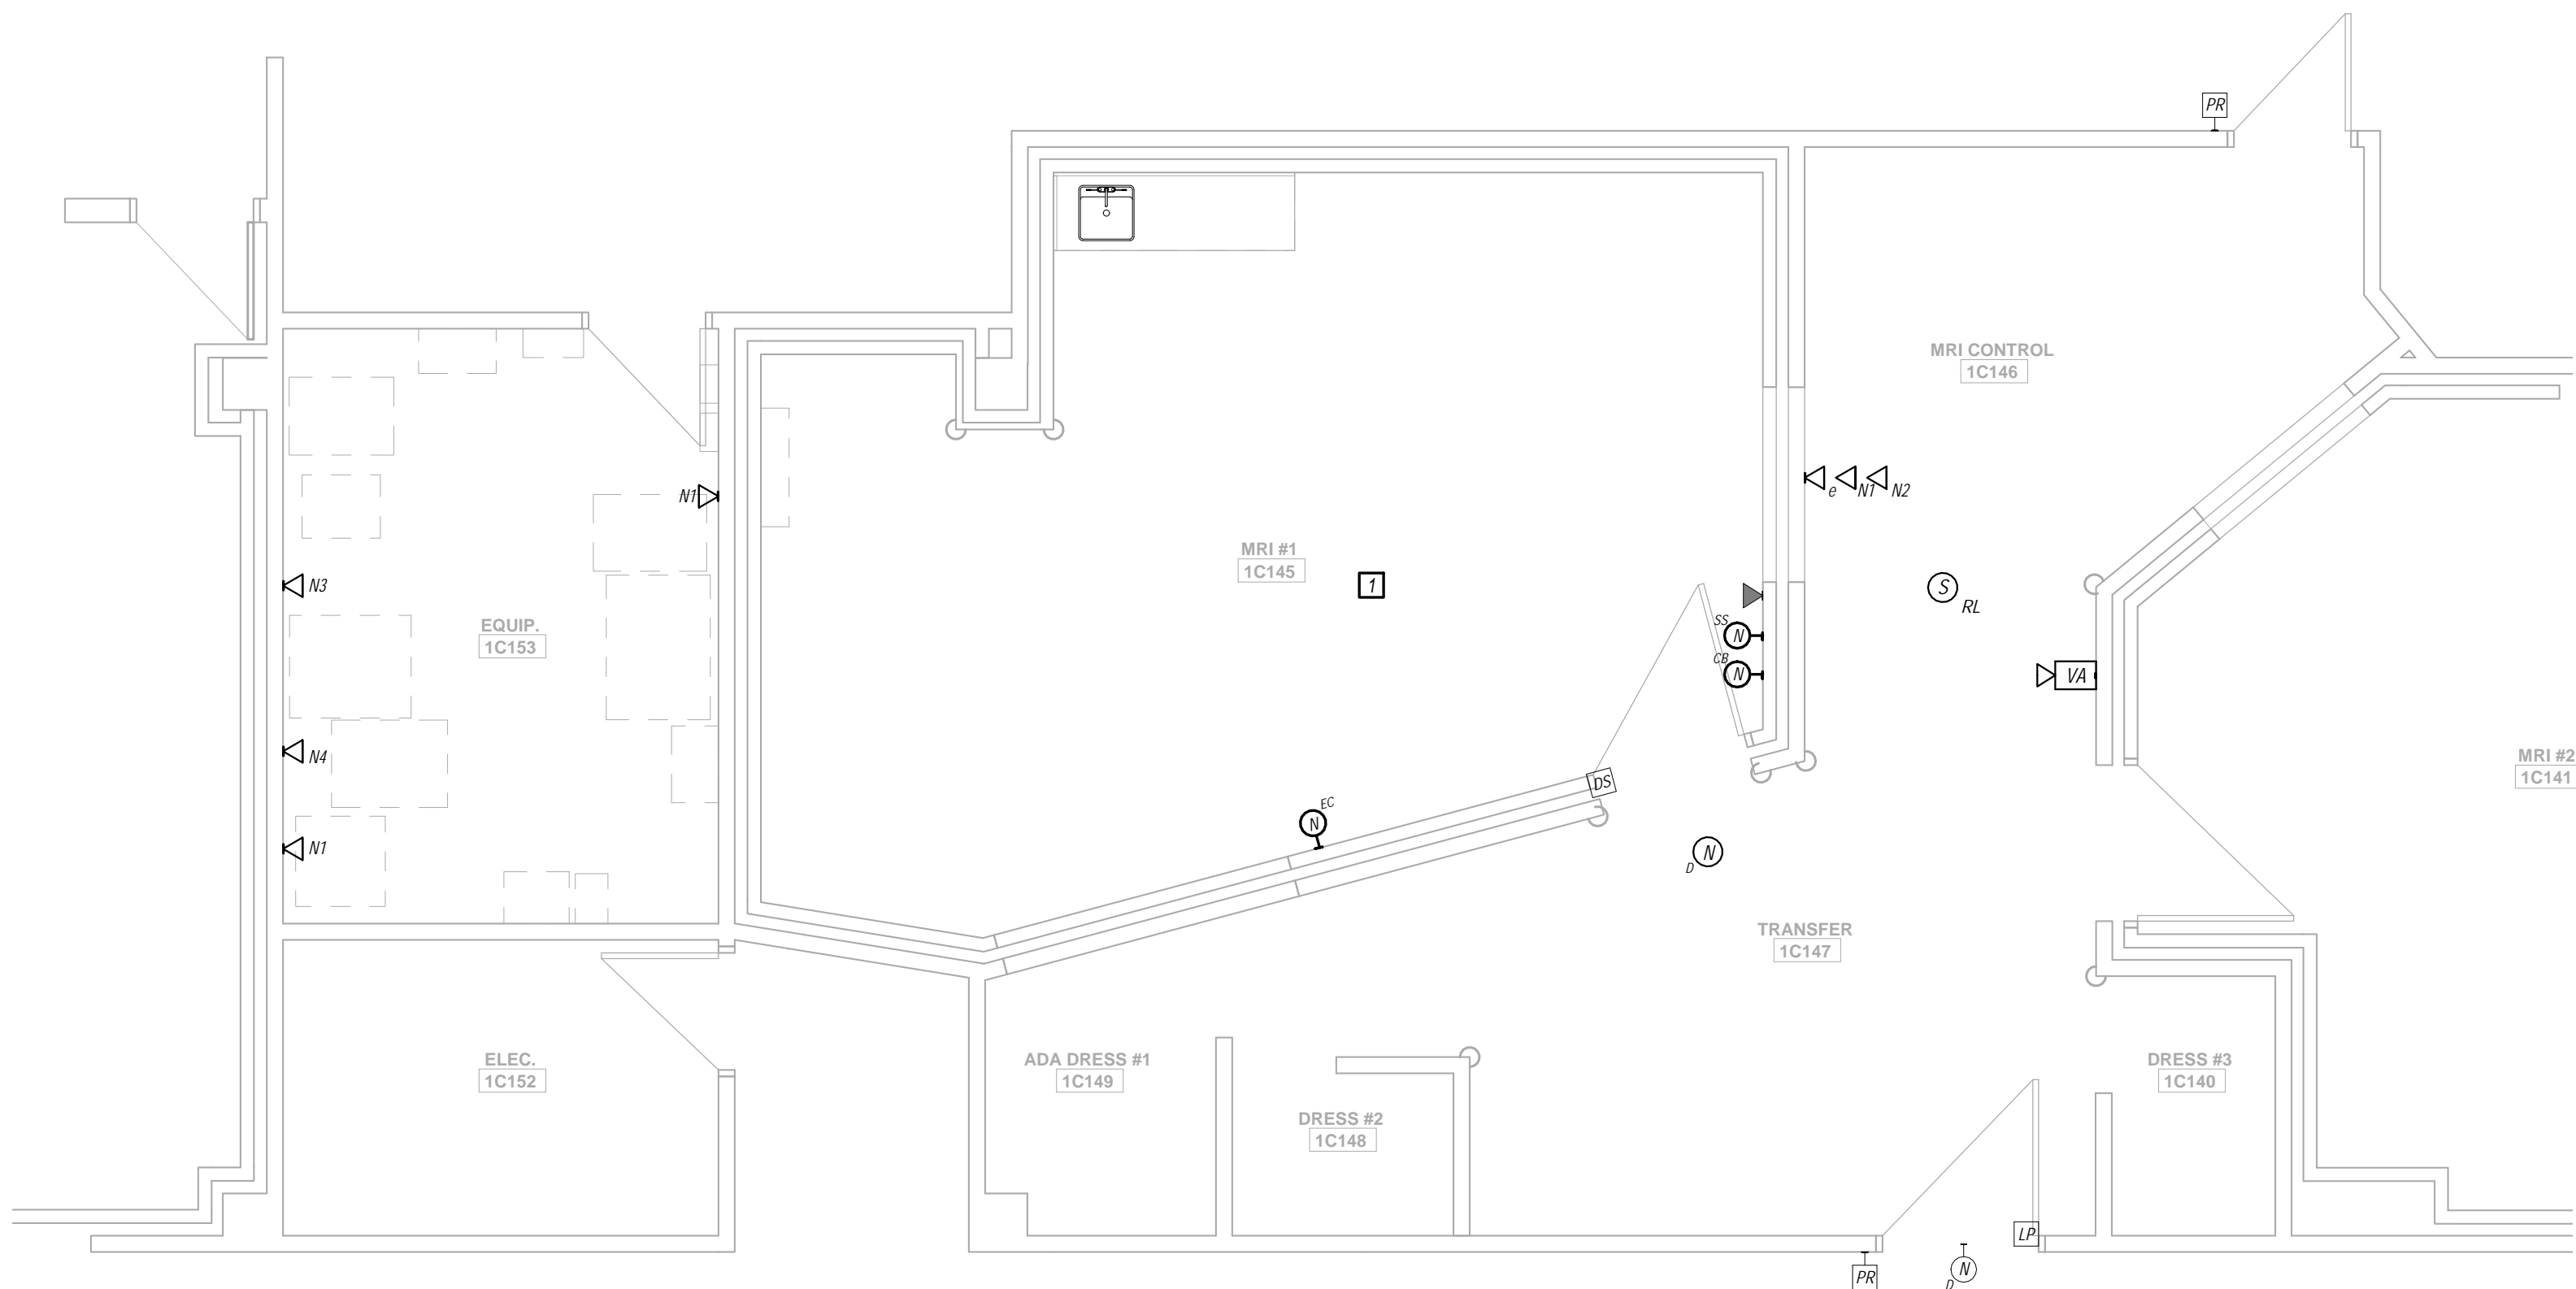 PR
MRI CONTROL
1C146
N1
e N1 N2
MRI #1
1C145
1
N3
S
RL
EQUIP.
1C153
SS
N
CB
N
VA
N4
MRI #2
1C141
DS
EC
N
N1
N
D
TRANSFER
1C147
ELEC.
1C152
ADA DRESS #1
1C149
DRESS #3
1C140
DRESS #2
1C148
LP
PR
N
D